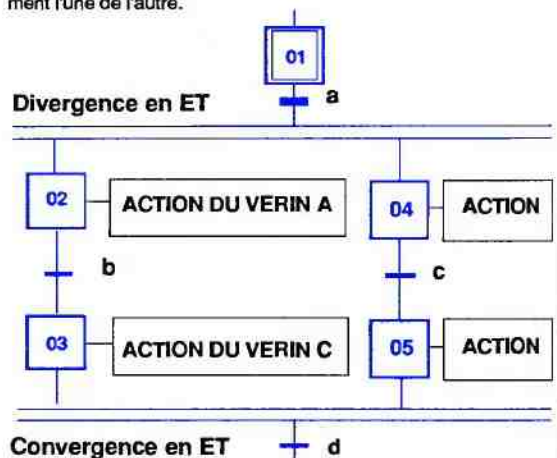 ment l'une de l'autre.
01
a
Divergence en ET
02 ACTION DU VERIN A 04 ACTION
b c
03 ACTION DU VERIN C 05 ACTION
Convergence en ET d